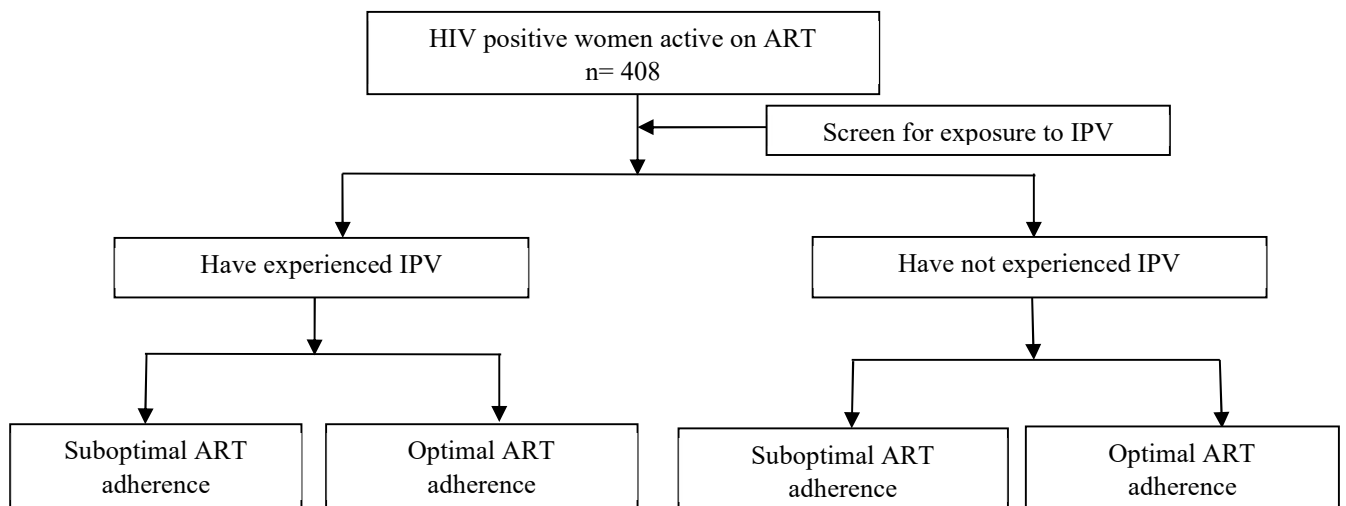 HIV positive women active on ART
n= 408
Screen for exposure to IPV
Have experienced IPV
Have not experienced IPV
Suboptimal ART
adherence
Optimal ART
adherence
Suboptimal ART
adherence
Optimal ART
adherence